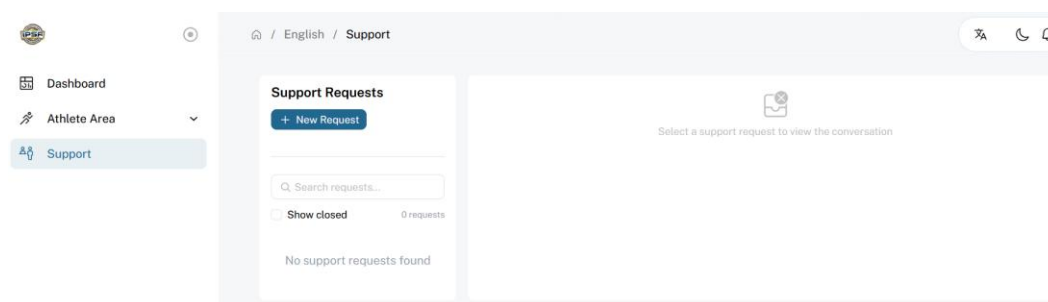 IPSF
/ English / Support
Dashboard
Athlete Area
Support
Support Requests
+ New Request
Search requests...
Show closed 0 requests
No support requests found
Select a support request to view the conversation